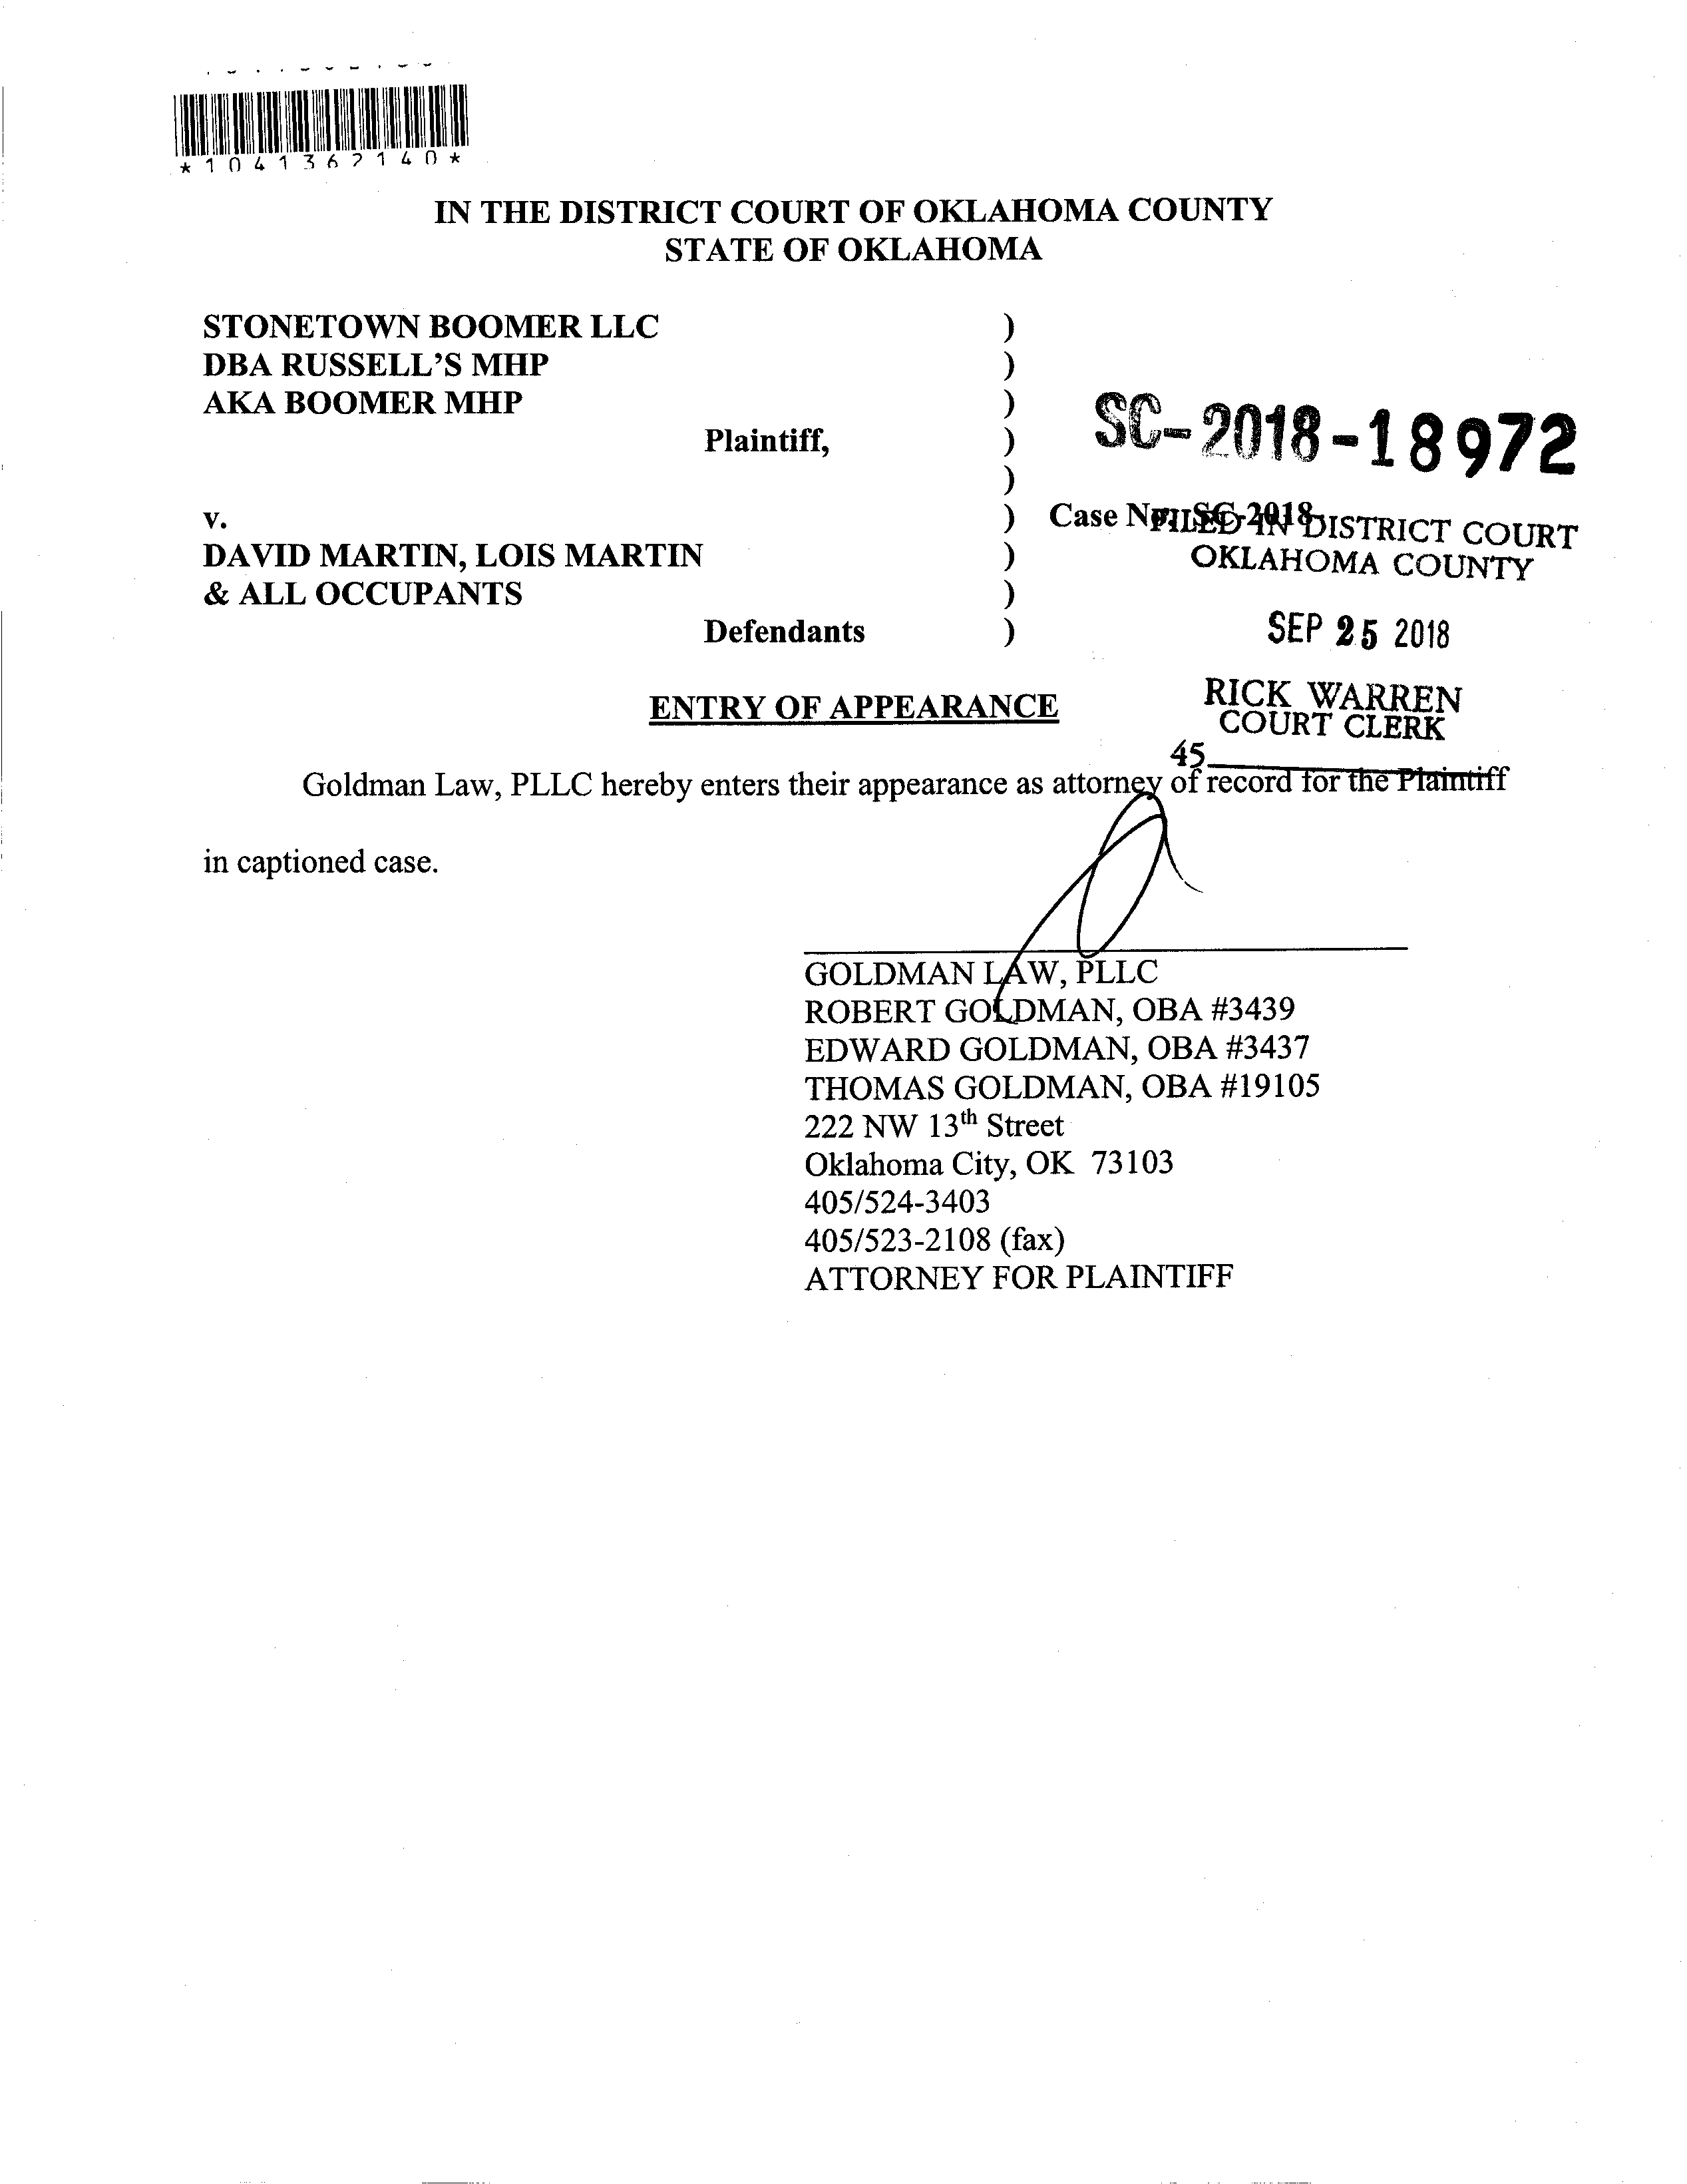 *1041362140*
IN THE DISTRICT COURT OF OKLAHOMA COUNTY
STATE OF OKLAHOMA
STONETOWN BOOMER LLC )
DBA RUSSELL'S MHP )
AKA BOOMER MHP )
Plaintiff, )
SC-2018-18972
)
v. ) Case No. SC-2018-
FILED IN DISTRICT COURT
DAVID MARTIN, LOIS MARTIN )
OKLAHOMA COUNTY
& ALL OCCUPANTS )
Defendants )
SEP 25 2018
ENTRY OF APPEARANCE
RICK WARREN
COURT CLERK
45
Goldman Law, PLLC hereby enters their appearance as attorney of record for the Plaintiff
in captioned case.
GOLDMAN LAW, PLLC
ROBERT GOLDMAN, OBA #3439
EDWARD GOLDMAN, OBA #3437
THOMAS GOLDMAN, OBA #19105
222 NW 13th Street
Oklahoma City, OK 73103
405/524-3403
405/523-2108 (fax)
ATTORNEY FOR PLAINTIFF